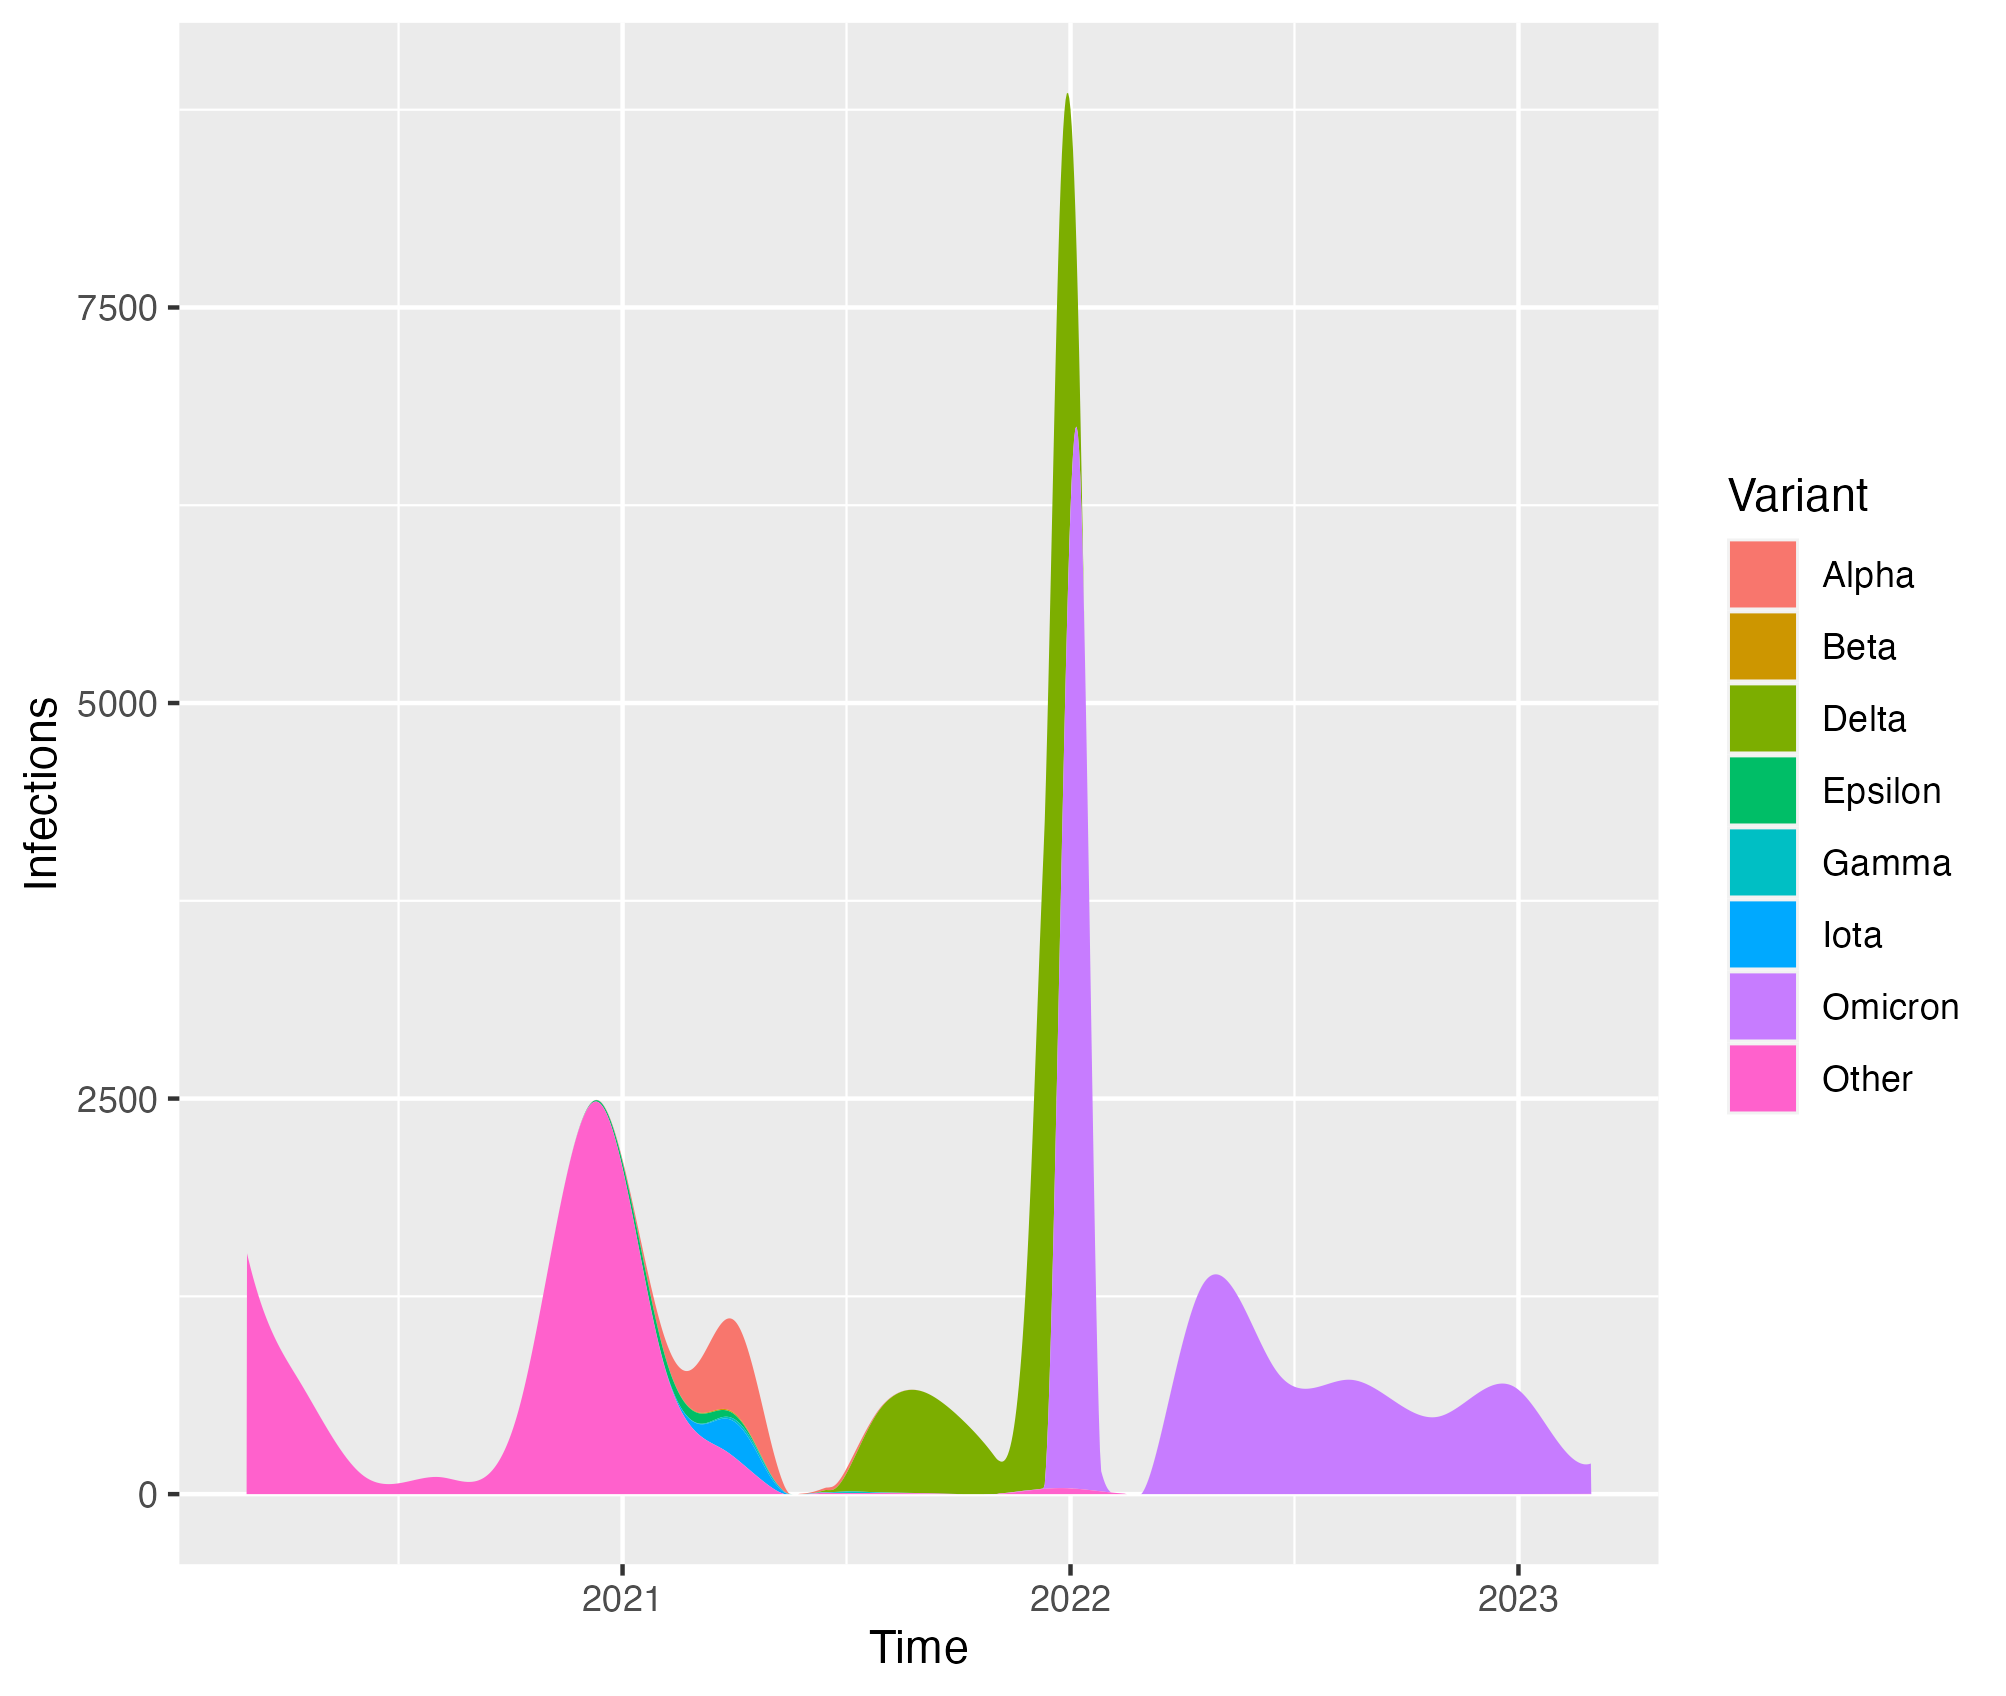 7500
5000
2500
0
Infections
2021
2022
2023
Time
Variant
Alpha
Beta
Delta
Epsilon
Gamma
Iota
Omicron
Other